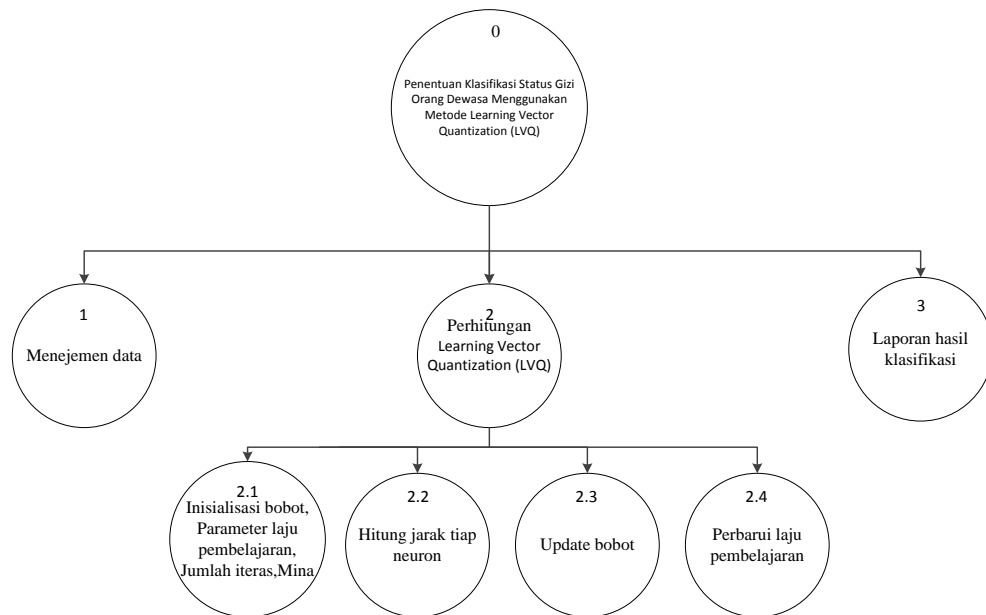 0
Penentuan Klasifikasi Status Gizi
Orang Dewasa Menggunakan
Metode Learning Vector
Quantization (LVQ)
1
Menejemen data
2
Perhitungan
Learning Vector
Quantization (LVQ)
3
Laporan hasil
klasifikasi
2.1
Inisialisasi bobot,
Parameter laju
pembelajaran,
Jumlah iteras,Mina
2.2
Hitung jarak tiap
neuron
2.3
Update bobot
2.4
Perbarui laju
pembelajaran